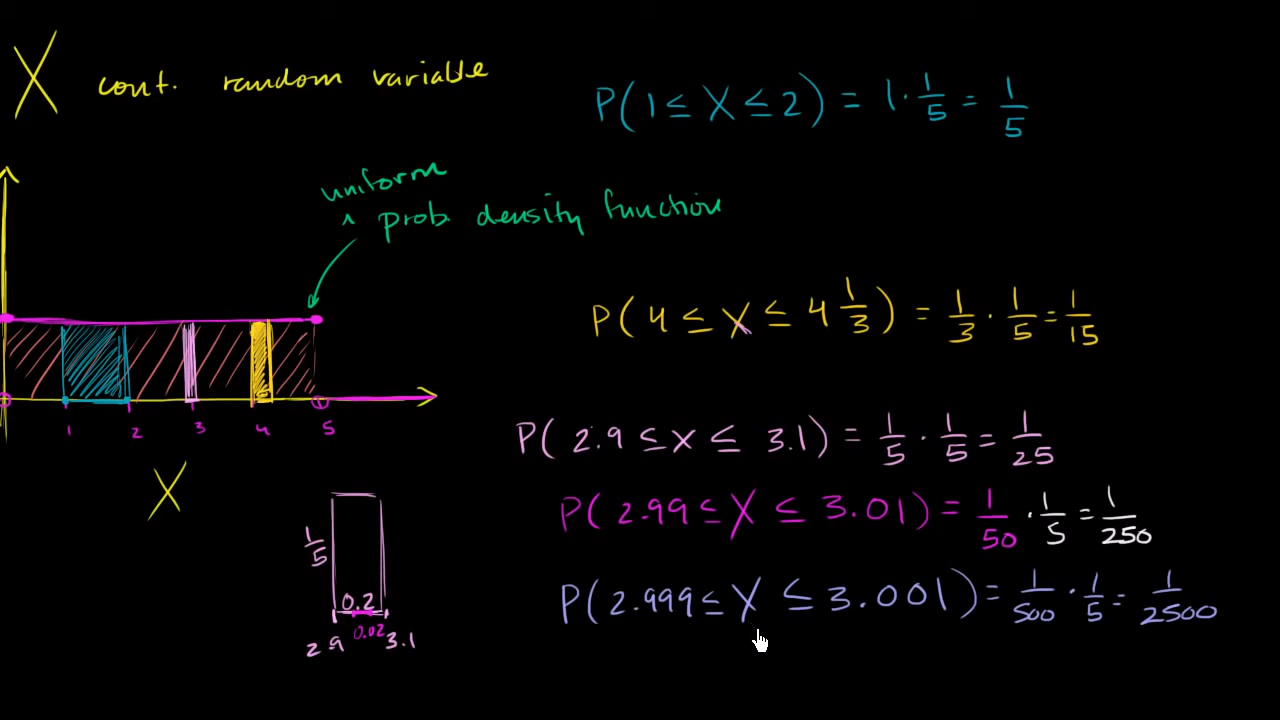 X cont. random variable
P(1 ≤ X ≤ 2) = 1 · 1/5 = 1/5
uniform
^ prob. density function
P(4 ≤ x ≤ 4 1/3) = 1/3 · 1/5 = 1/15
1 2 3 4 5
X
P(2.9 ≤ x ≤ 3.1) = 1/5 · 1/5 = 1/25
P(2.99 ≤ X ≤ 3.01) = 1/50 · 1/5 = 1/250
P(2.999 ≤ X ≤ 3.001) = 1/500 · 1/5 = 1/2500
1/5
0.2
2.9 0.02 3.1